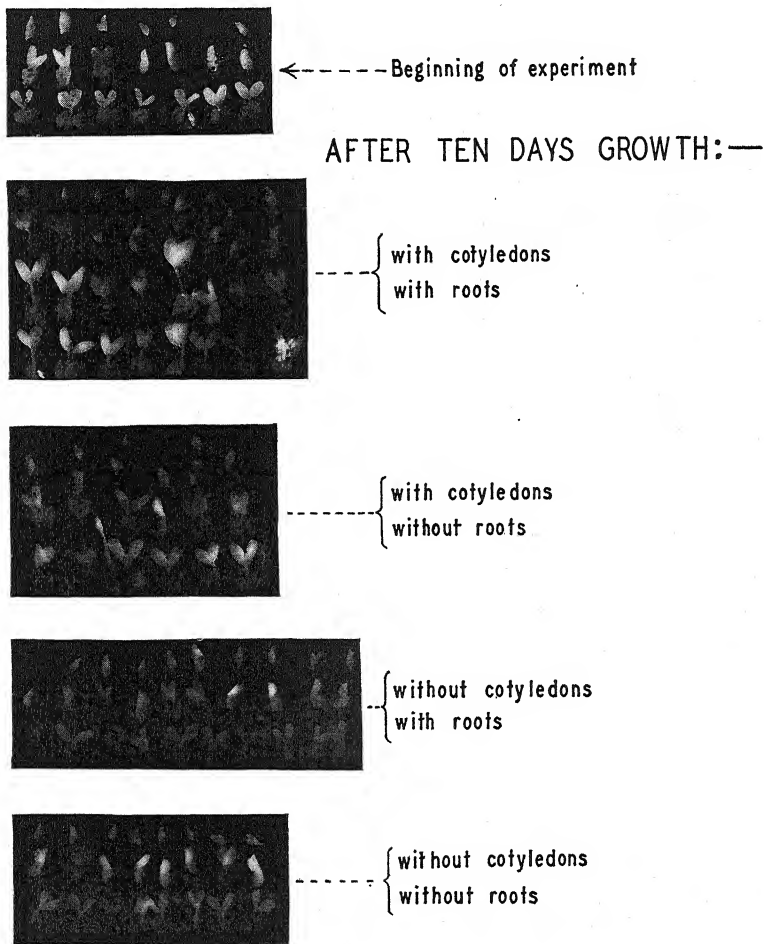 Beginning of experiment
AFTER TEN DAYS GROWTH:—
with cotyledons
with roots
with cotyledons
without roots
without cotyledons
with roots
without cotyledons
without roots